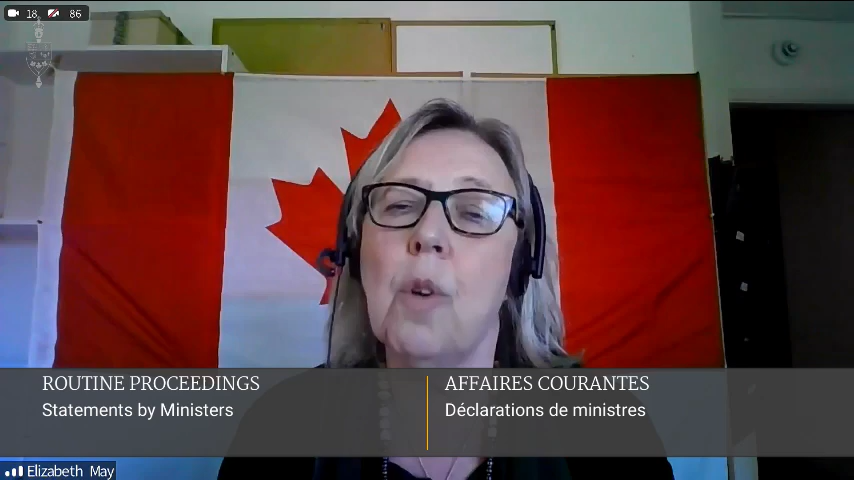 18 86
ROUTINE PROCEEDINGS
Statements by Ministers
AFFAIRES COURANTES
Déclarations de ministres
Elizabeth May